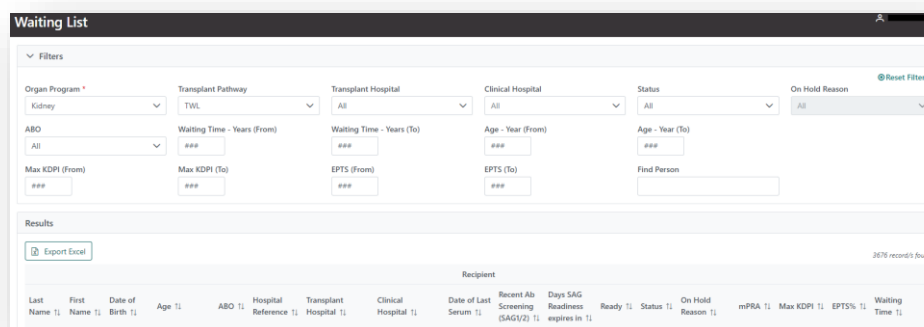 Waiting List
Filters
Reset Filter
Organ Program * Transplant Pathway Transplant Hospital Clinical Hospital Status On Hold Reason
Kidney TWL All All All All
ABO Waiting Time - Years (From) Waiting Time - Years (To) Age - Year (From) Age - Year (To)
All ### ### ### ###
Max KDPI (From) Max KDPI (To) EPTS (From) EPTS (To) Find Person
### ### ### ###
Results
Export Excel
3676 record/s fou
Recipient
Last Name First Name Date of Birth Age ABO Hospital Reference Transplant Hospital Clinical Hospital Date of Last Serum Recent Ab Screening (SAG1/2) Days SAG Readiness expires in Ready Status On Hold Reason mPRA Max KDPI EPTS% Waiting Time